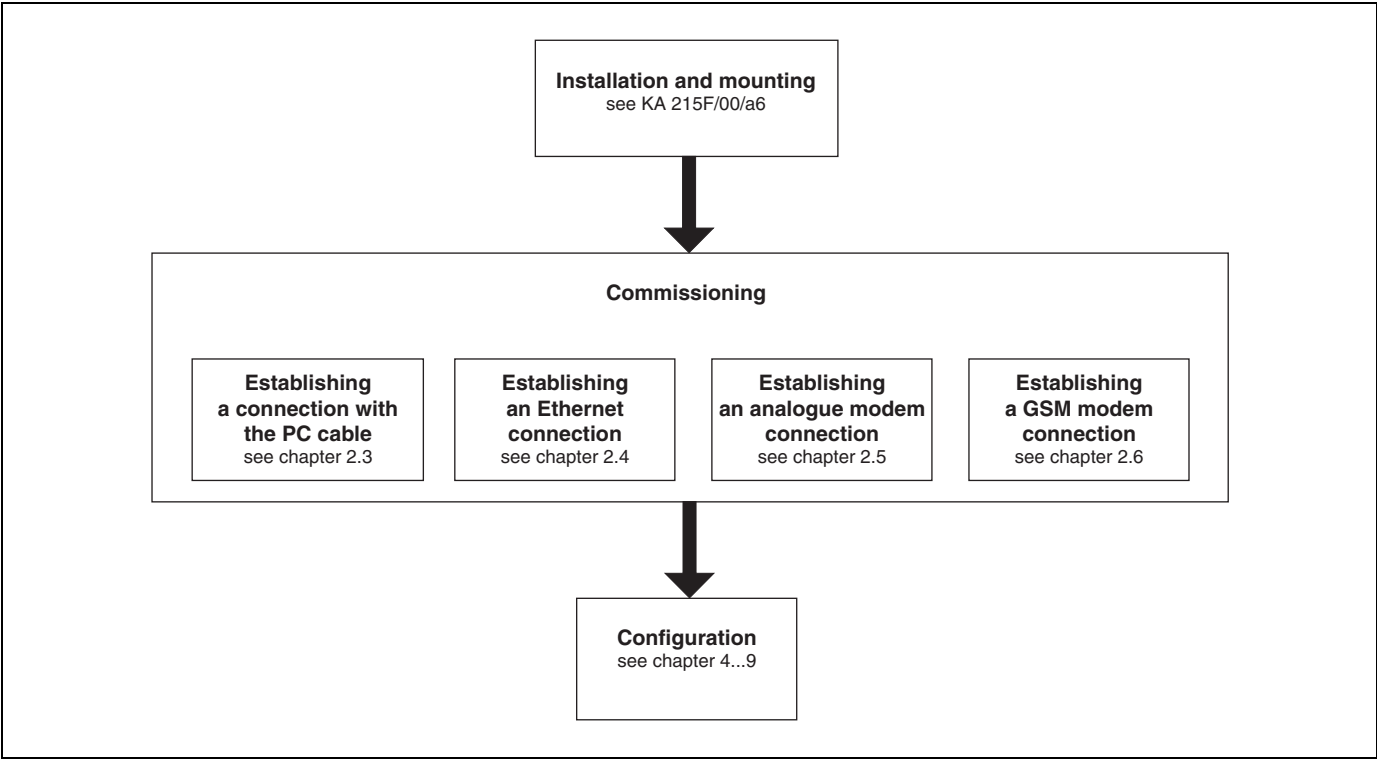 Installation and mounting
see KA 215F/00/a6
Commissioning
Establishing
a connection with
the PC cable
see chapter 2.3
Establishing
an Ethernet
connection
see chapter 2.4
Establishing
an analogue modem
connection
see chapter 2.5
Establishing
a GSM modem
connection
see chapter 2.6
Configuration
see chapter 4...9